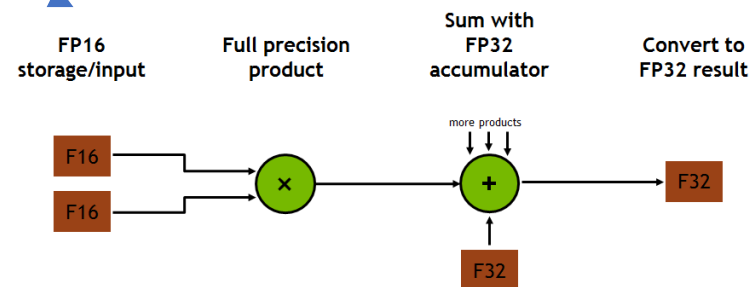 FP16
storage/input
Full precision
product
Sum with
FP32
accumulator
Convert to
FP32 result
more products
F16
F16
×
+
F32
F32